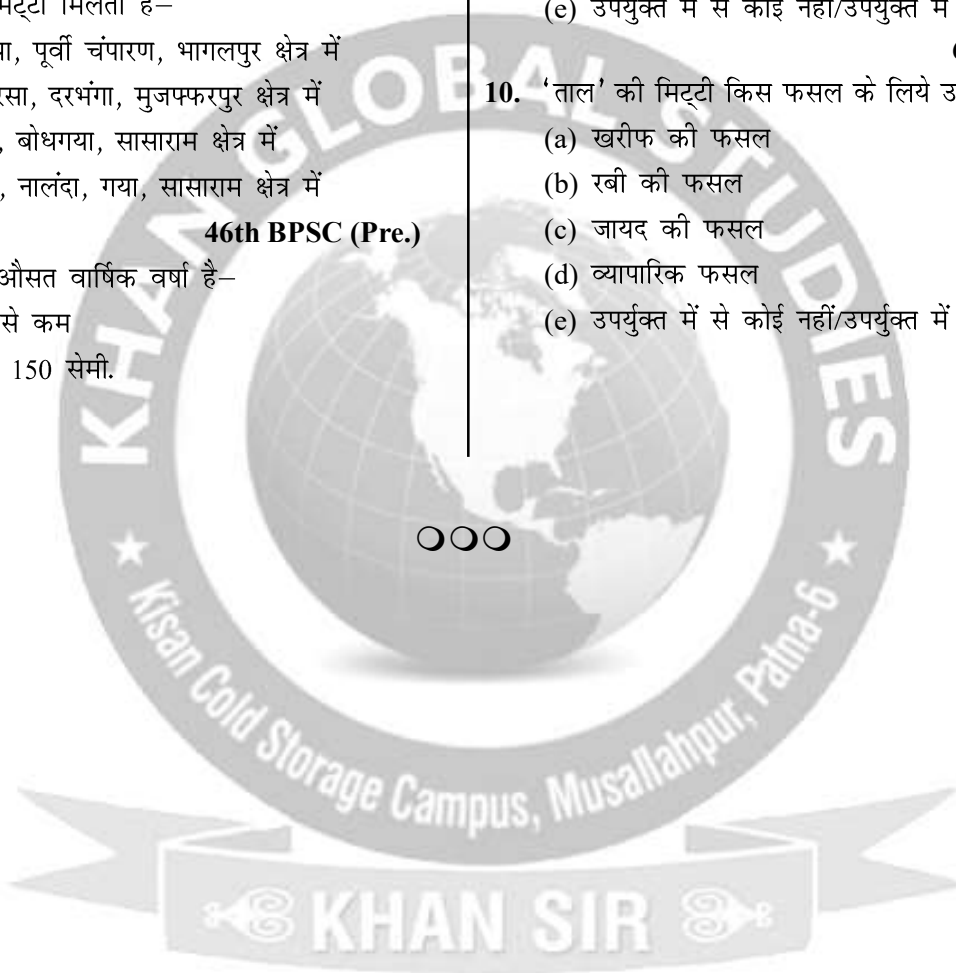 मिट्टी मिलती है–
पूर्वी चंपारण, भागलपुर क्षेत्र में
दरभंगा, मुजफ्फरपुर क्षेत्र में
, बोधगया, सासाराम क्षेत्र में
, नालंदा, गया, सासाराम क्षेत्र में
46th BPSC (Pre.)
औसत वार्षिक वर्षा है–
से कम
150 सेमी.
(e) उपर्युक्त में से कोई नहीं/उपर्युक्त में
10. ‘ताल’ की मिट्टी किस फसल के लिये
(a) खरीफ की फसल
(b) रबी की फसल
(c) जायद की फसल
(d) व्यापारिक फसल
(e) उपर्युक्त में से कोई नहीं/उपर्युक्त में
KHAN GLOBAL STUDIES
Kisan Cold Storage Campus, Musallahpur, Patna-6
KHAN SIR